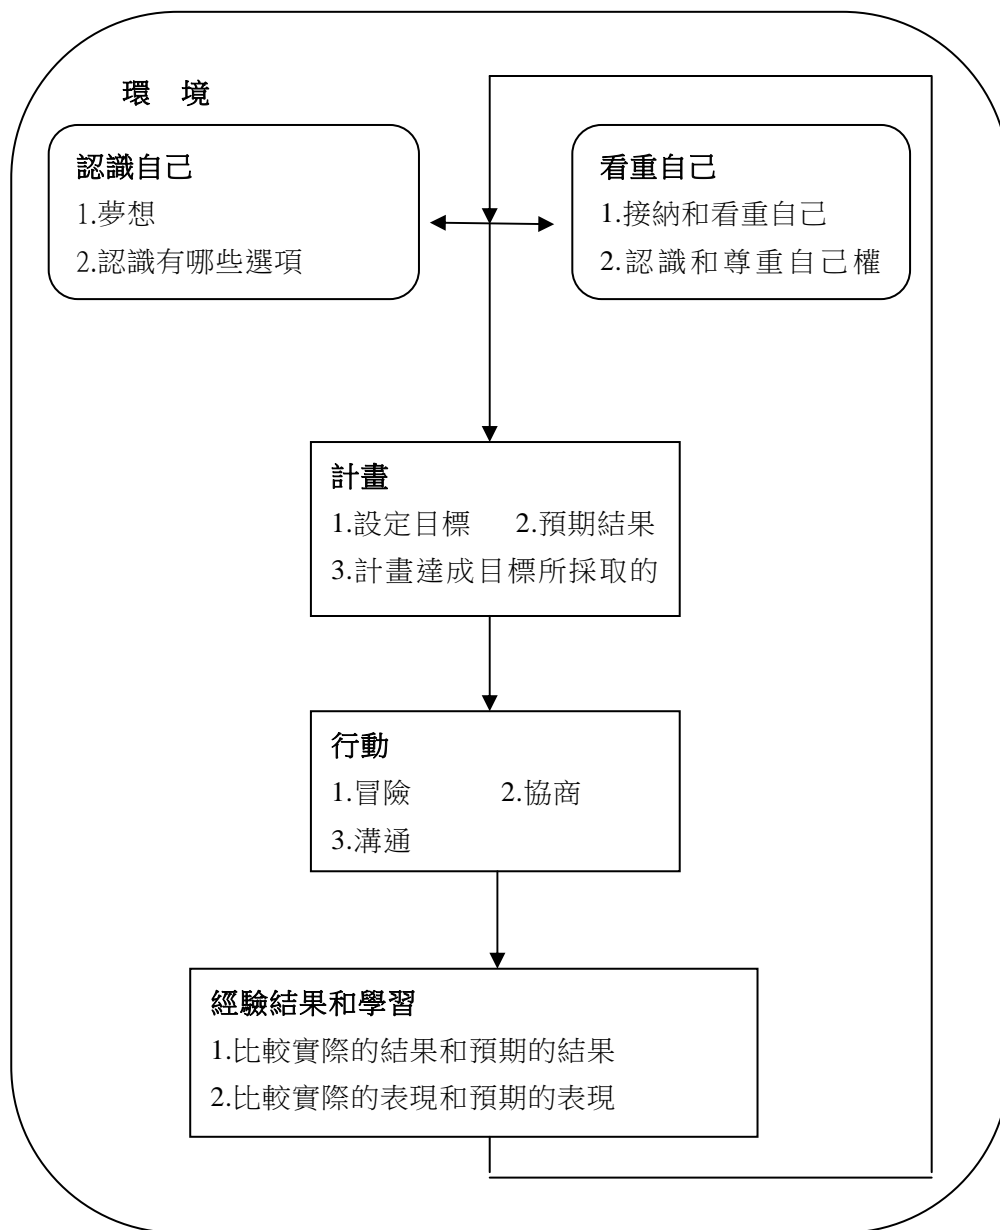 環 境
認識自己
1.夢想
2.認識有哪些選項
看重自己
1.接納和看重自己
2.認識和尊重自己權
計畫
1.設定目標 2.預期結果
3.計畫達成目標所採取的
行動
1.冒險 2.協商
3.溝通
經驗結果和學習
1.比較實際的結果和預期的結果
2.比較實際的表現和預期的表現